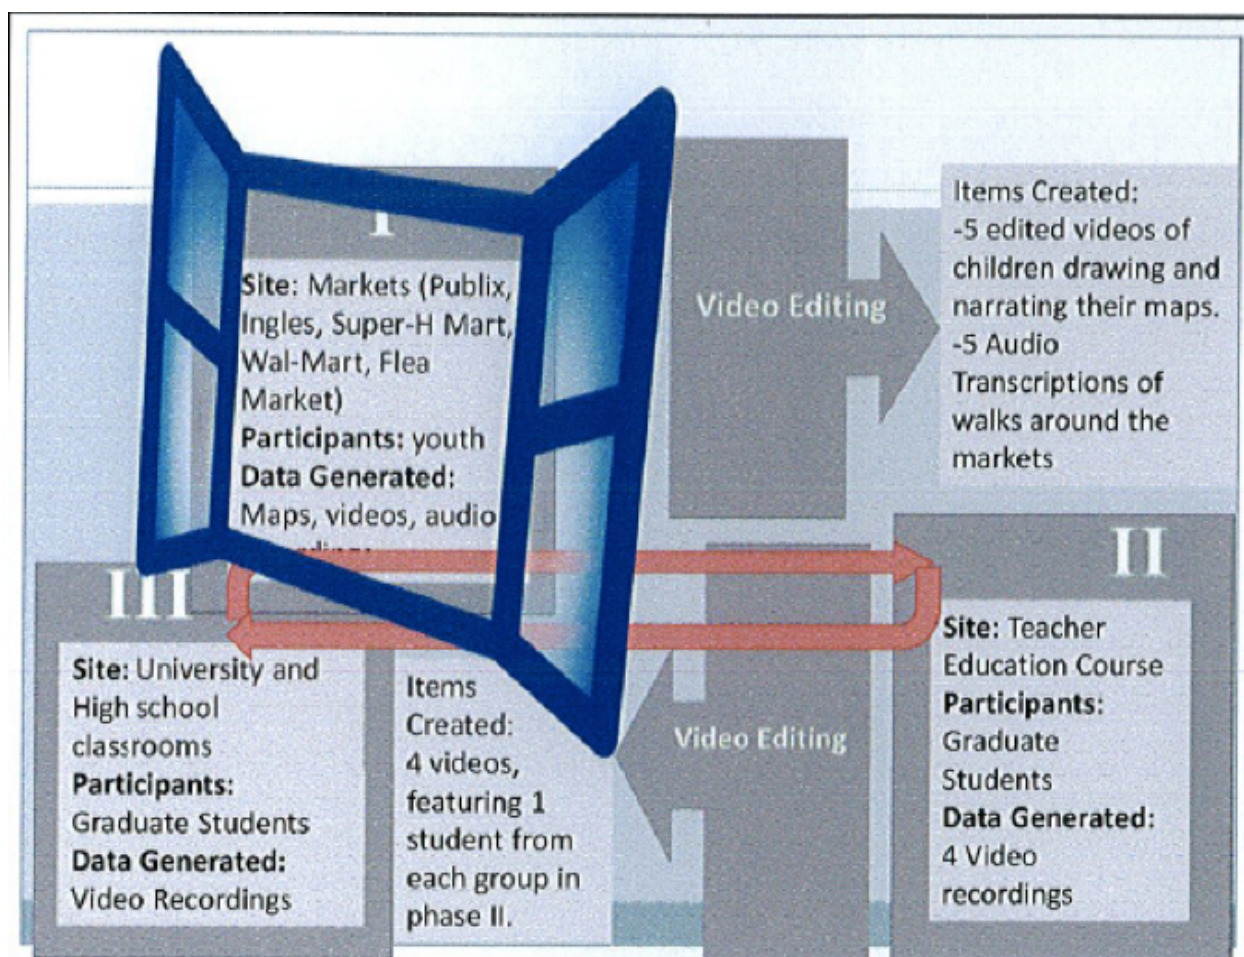 I
Site: Markets (Publix,
Ingles, Super-H Mart,
Wal-Mart, Flea
Market)
Participants: youth
Data Generated:
Maps, videos, audio
Video Editing
Items Created:
-5 edited videos of
children drawing and
narrating their maps.
-5 Audio
Transcriptions of
walks around the
markets
II
Site: Teacher
Education Course
Participants:
Graduate
Students
Data Generated:
4 Video
recordings
Video Editing
Items
Created:
4 videos,
featuring 1
student from
each group in
phase II.
III
Site: University and
High school
classrooms
Participants:
Graduate Students
Data Generated:
Video Recordings